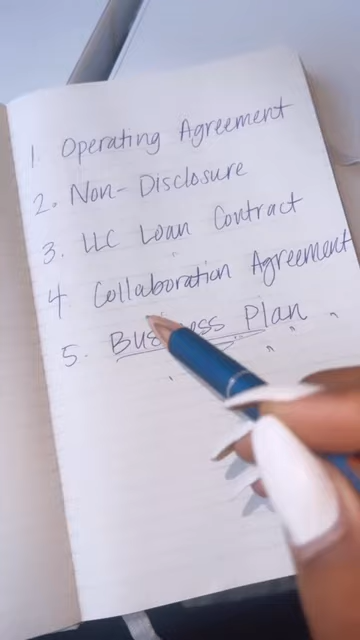 1. Operating Agreement
2. Non-Disclosure
3. LLC Loan Contract
4. Collaboration Agreement
5. Business Plan